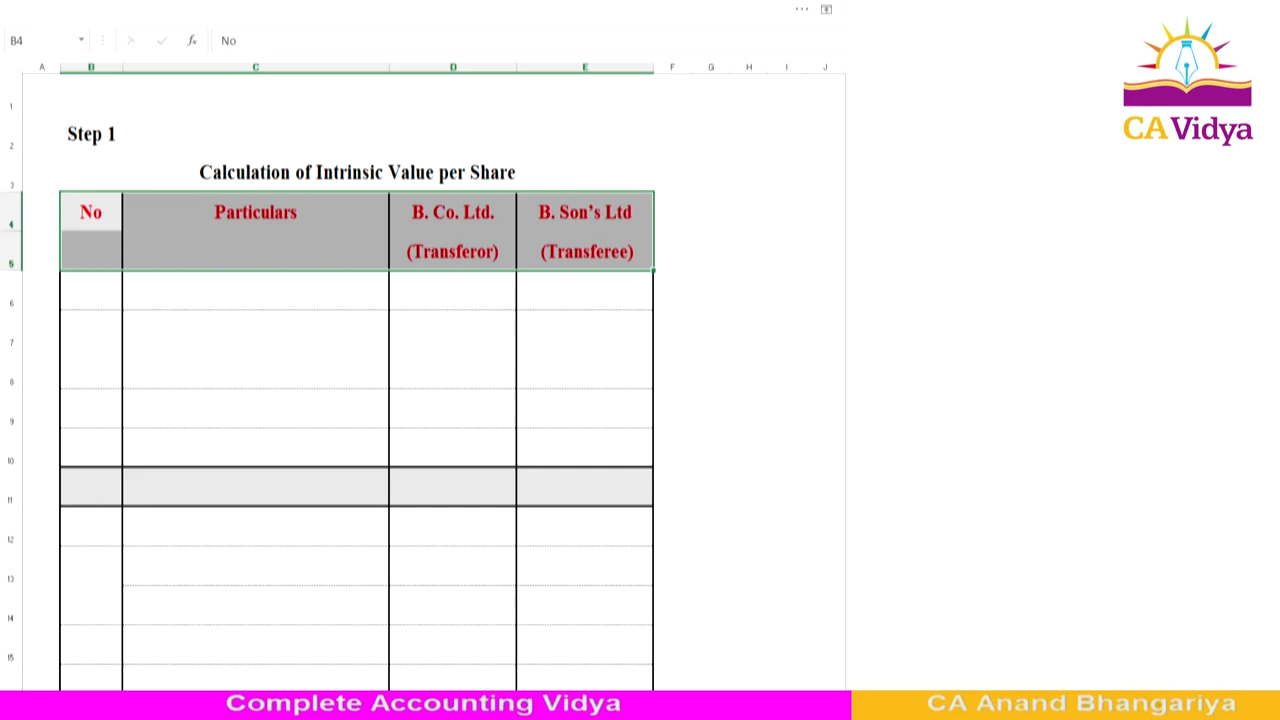 B4
fx
No
A B C D E F G H I J
1
Step 1
2
Calculation of Intrinsic Value per Share
3
No Particulars B. Co. Ltd. B. Son’s Ltd
4
(Transferor) (Transferee)
5
6
7
8
9
10
11
12
13
14
15
CA Vidya
Complete Accounting Vidya
CA Anand Bhangariya